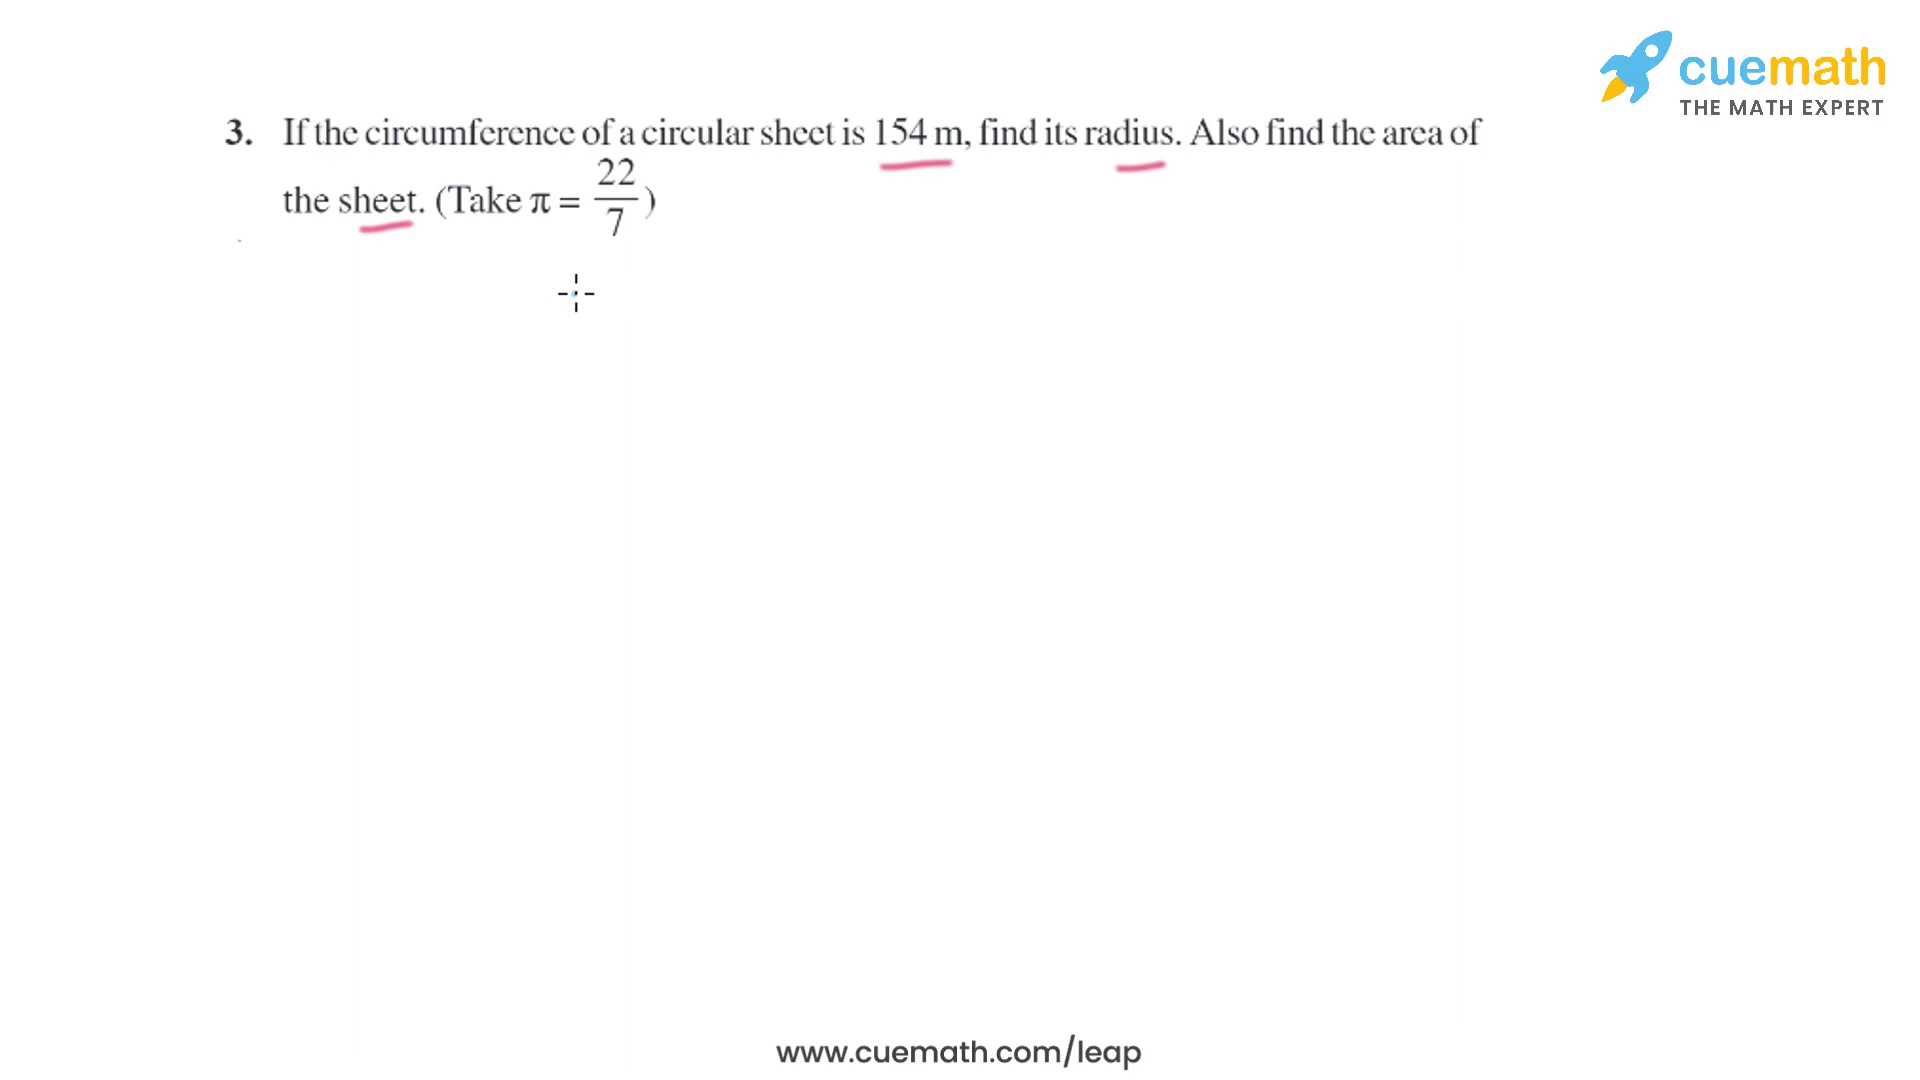 cuemath
THE MATH EXPERT
3. If the circumference of a circular sheet is 154 m, find its radius. Also find the area of
the sheet. (Take π = 22/7)
www.cuemath.com/leap